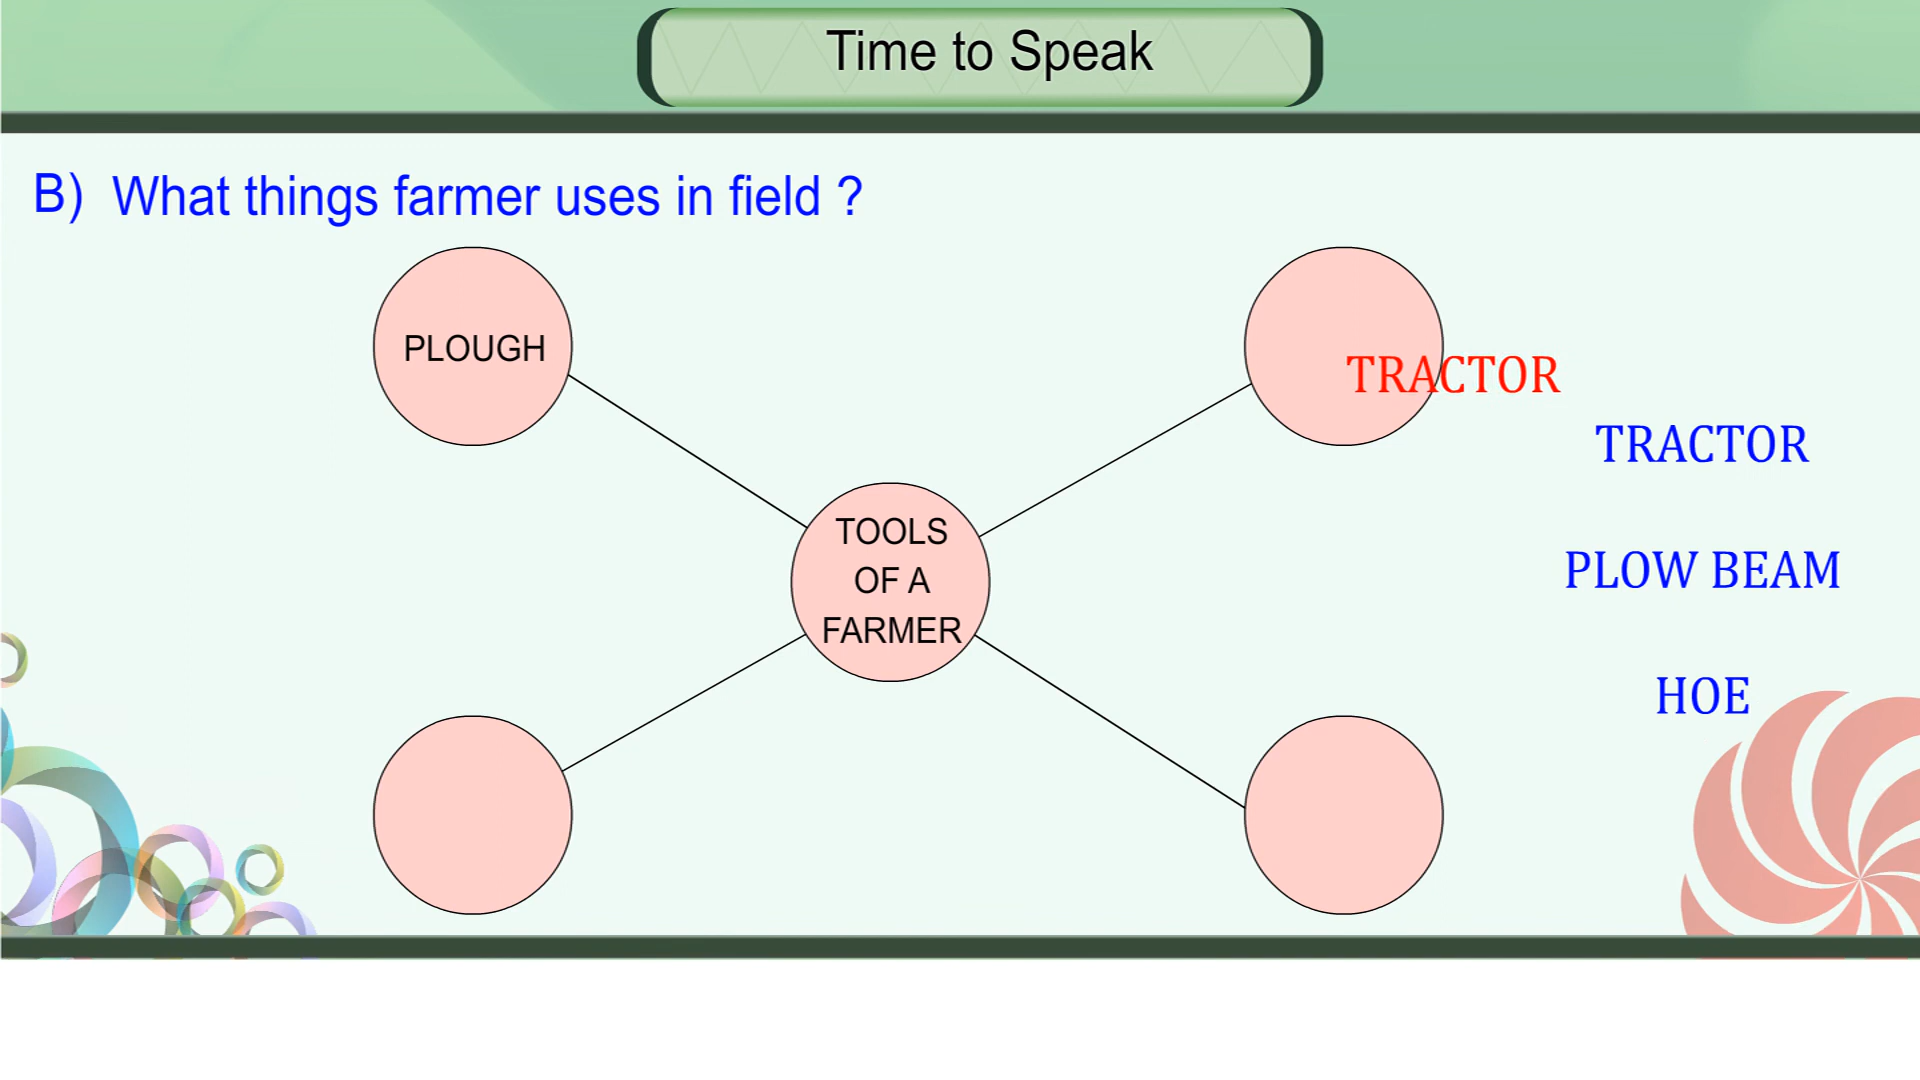 Time to Speak
B) What things farmer uses in field ?
PLOUGH
TRACTOR
TRACTOR
TOOLS
OF A
FARMER
PLOW BEAM
HOE